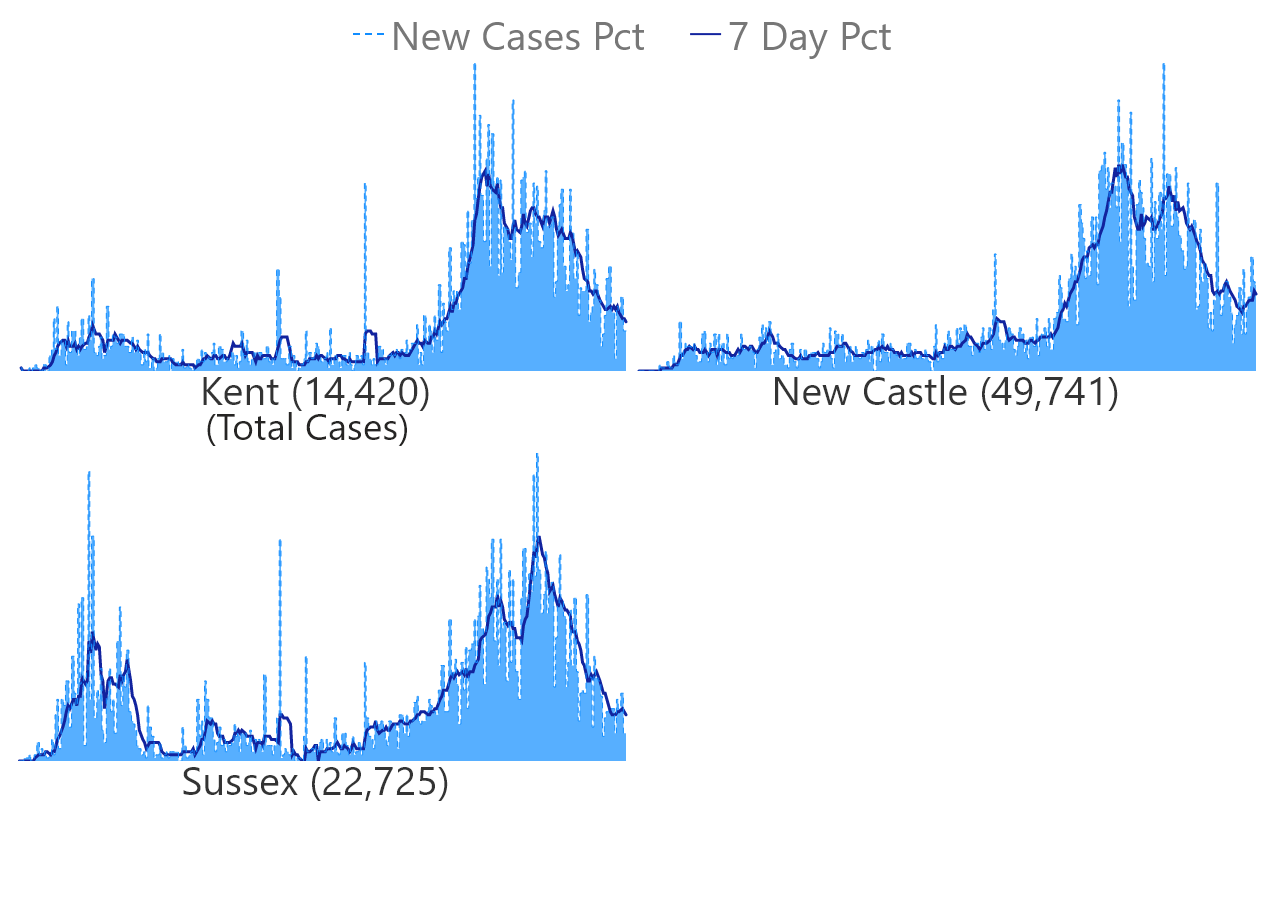 New Cases Pct 7 Day Pct
Kent (14,420)
(Total Cases)
New Castle (49,741)
Sussex (22,725)